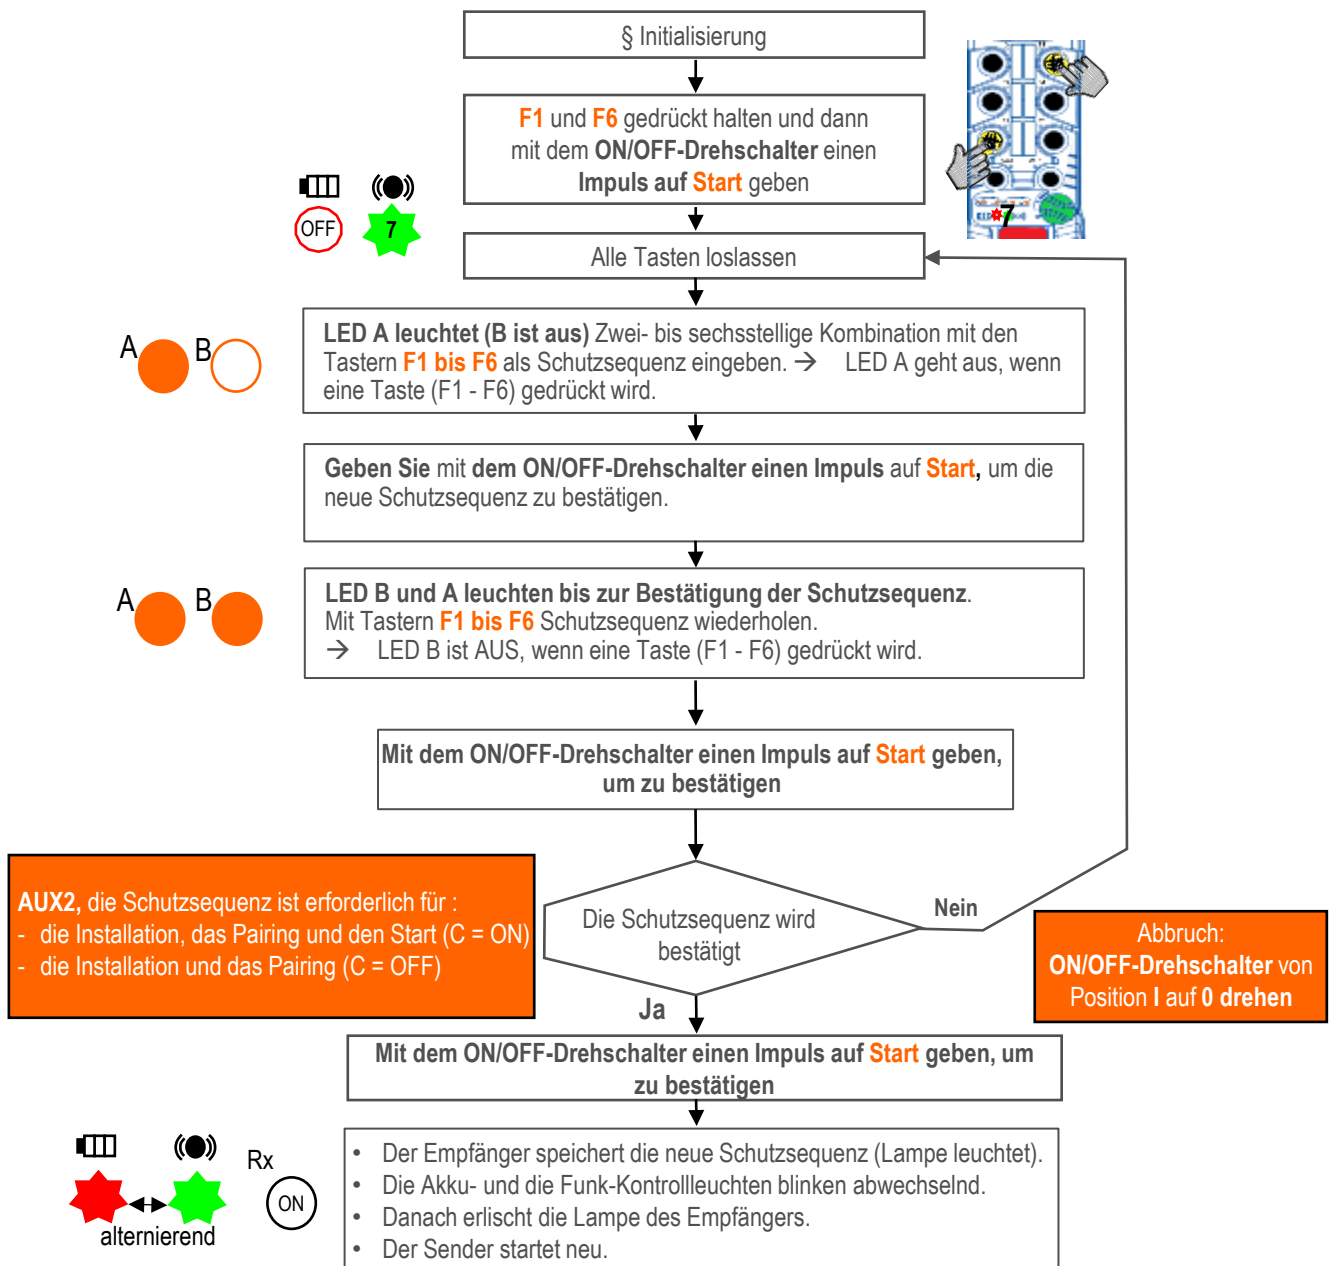 § Initialisierung
F1 und F6 gedrückt halten und dann
mit dem ON/OFF-Drehschalter einen
Impuls auf Start geben
OFF
7
7
Alle Tasten loslassen
A
B
LED A leuchtet (B ist aus) Zwei- bis sechsstellige Kombination mit den
Tastern F1 bis F6 als Schutzsequenz eingeben. → LED A geht aus, wenn
eine Taste (F1 - F6) gedrückt wird.
Geben Sie mit dem ON/OFF-Drehschalter einen Impuls auf Start, um die
neue Schutzsequenz zu bestätigen.
A
B
LED B und A leuchten bis zur Bestätigung der Schutzsequenz.
Mit Tastern F1 bis F6 Schutzsequenz wiederholen.
→ LED B ist AUS, wenn eine Taste (F1 - F6) gedrückt wird.
Mit dem ON/OFF-Drehschalter einen Impuls auf Start geben,
um zu bestätigen
AUX2, die Schutzsequenz ist erforderlich für :
- die Installation, das Pairing und den Start (C = ON)
- die Installation und das Pairing (C = OFF)
Die Schutzsequenz wird
bestätigt
Nein
Abbruch:
ON/OFF-Drehschalter von
Position I auf 0 drehen
Ja
Mit dem ON/OFF-Drehschalter einen Impuls auf Start geben, um
zu bestätigen
Rx
ON
alternierend
• Der Empfänger speichert die neue Schutzsequenz (Lampe leuchtet).
• Die Akku- und die Funk-Kontrollleuchten blinken abwechselnd.
• Danach erlischt die Lampe des Empfängers.
• Der Sender startet neu.